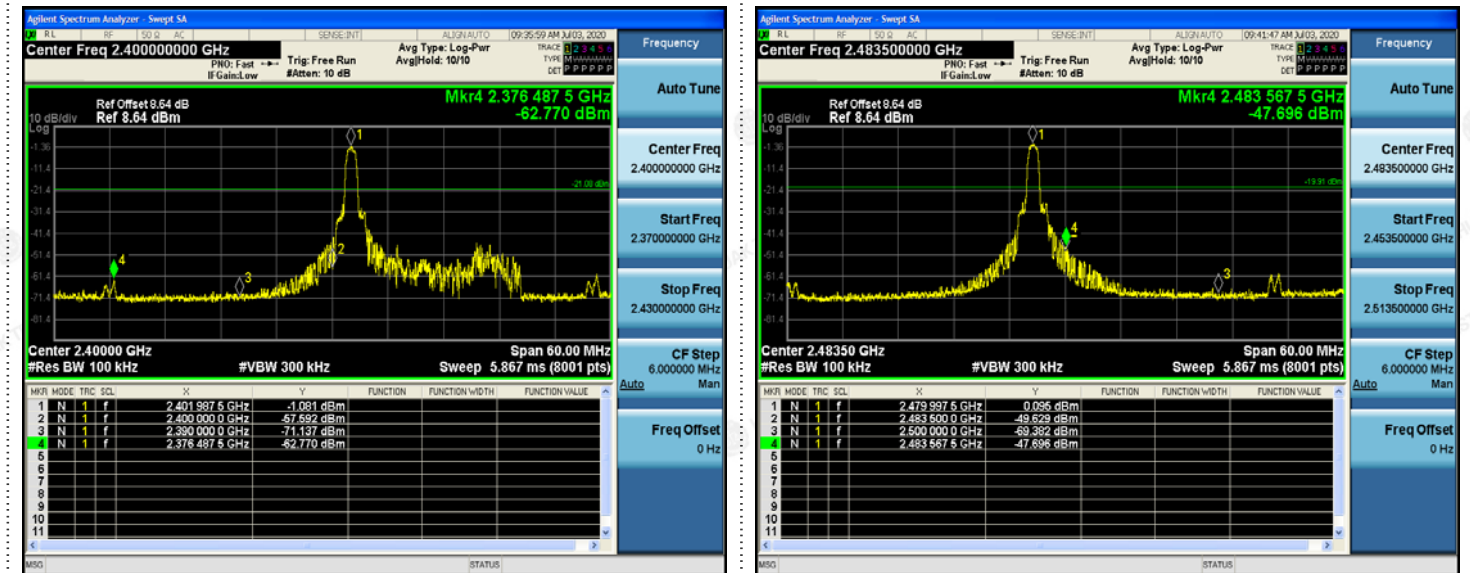 Agilent Spectrum Analyzer - Swept SA
RL RF 50 Ω AC SENSE:INT ALIGNAUTO 09:35:59 AM Jul 03, 2020
Center Freq 2.400000000 GHz
PNO: Fast
IFGain:Low
Trig: Free Run
#Atten: 10 dB
Avg Type: Log-Pwr
Avg|Hold: 10/10
TRACE 1 2 3 4 5 6
TYPE M
DET P P P P P P
Mkr4 2.376 487 5 GHz
-62.770 dBm
Ref Offset 8.64 dB
10 dB/div Ref 8.64 dBm
Log
1
-1.36
-11.4
-21.00 dBm
-21.4
-31.4
-41.4
2
-51.4
4
-61.4
3
-71.4
-81.4
Center 2.40000 GHz Span 60.00 MHz
#Res BW 100 kHz #VBW 300 kHz Sweep 5.867 ms (8001 pts)
MKR MODE TRC SCL X Y FUNCTION FUNCTION WIDTH FUNCTION VALUE
1 N 1 f 2.401 987 5 GHz -1.081 dBm
2 N 1 f 2.400 000 0 GHz -57.592 dBm
3 N 1 f 2.390 000 0 GHz -71.137 dBm
4 N 1 f 2.376 487 5 GHz -62.770 dBm
5
6
7
8
9
10
11
MSG STATUS
Frequency
Auto Tune
Center Freq
2.400000000 GHz
Start Freq
2.370000000 GHz
Stop Freq
2.430000000 GHz
CF Step
6.000000 MHz
Auto Man
Freq Offset
0 Hz
Agilent Spectrum Analyzer - Swept SA
RL RF 50 Ω AC SENSE:INT ALIGNAUTO 09:41:47 AM Jul 03, 2020
Center Freq 2.483500000 GHz
PNO: Fast
IFGain:Low
Trig: Free Run
#Atten: 10 dB
Avg Type: Log-Pwr
Avg|Hold: 10/10
TRACE 1 2 3 4 5 6
TYPE M
DET P P P P P P
Mkr4 2.483 567 5 GHz
-47.696 dBm
Ref Offset 8.64 dB
10 dB/div Ref 8.64 dBm
Log
1
-1.36
-11.4
-19.91 dBm
-21.4
-31.4
4
-41.4
-51.4
-61.4
3
-71.4
-81.4
Center 2.48350 GHz Span 60.00 MHz
#Res BW 100 kHz #VBW 300 kHz Sweep 5.867 ms (8001 pts)
MKR MODE TRC SCL X Y FUNCTION FUNCTION WIDTH FUNCTION VALUE
1 N 1 f 2.479 997 5 GHz 0.095 dBm
2 N 1 f 2.483 500 0 GHz -49.629 dBm
3 N 1 f 2.500 000 0 GHz -69.382 dBm
4 N 1 f 2.483 567 5 GHz -47.696 dBm
5
6
7
8
9
10
11
MSG STATUS
Frequency
Auto Tune
Center Freq
2.483500000 GHz
Start Freq
2.453500000 GHz
Stop Freq
2.513500000 GHz
CF Step
6.000000 MHz
Auto Man
Freq Offset
0 Hz